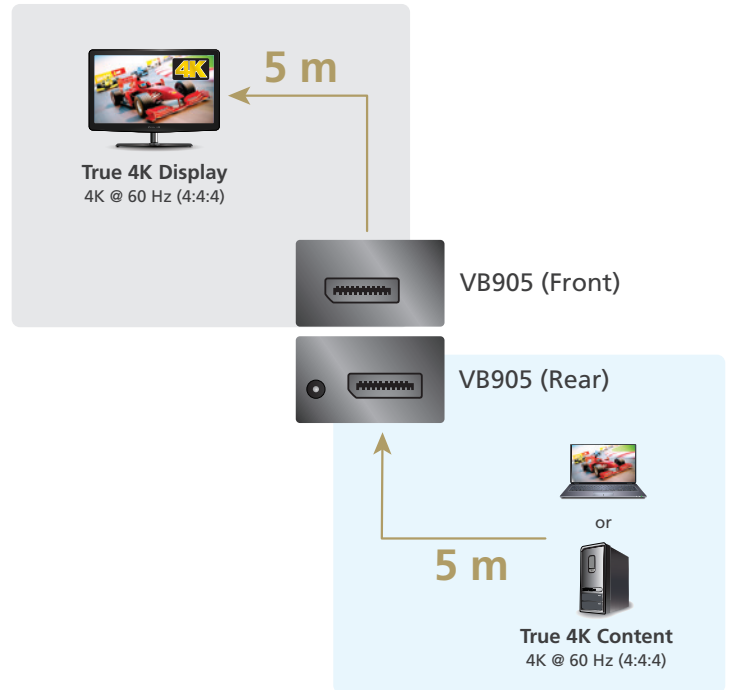 4K
5 m
True 4K Display
4K @ 60 Hz (4:4:4)
VB905 (Front)
VB905 (Rear)
or
5 m
True 4K Content
4K @ 60 Hz (4:4:4)